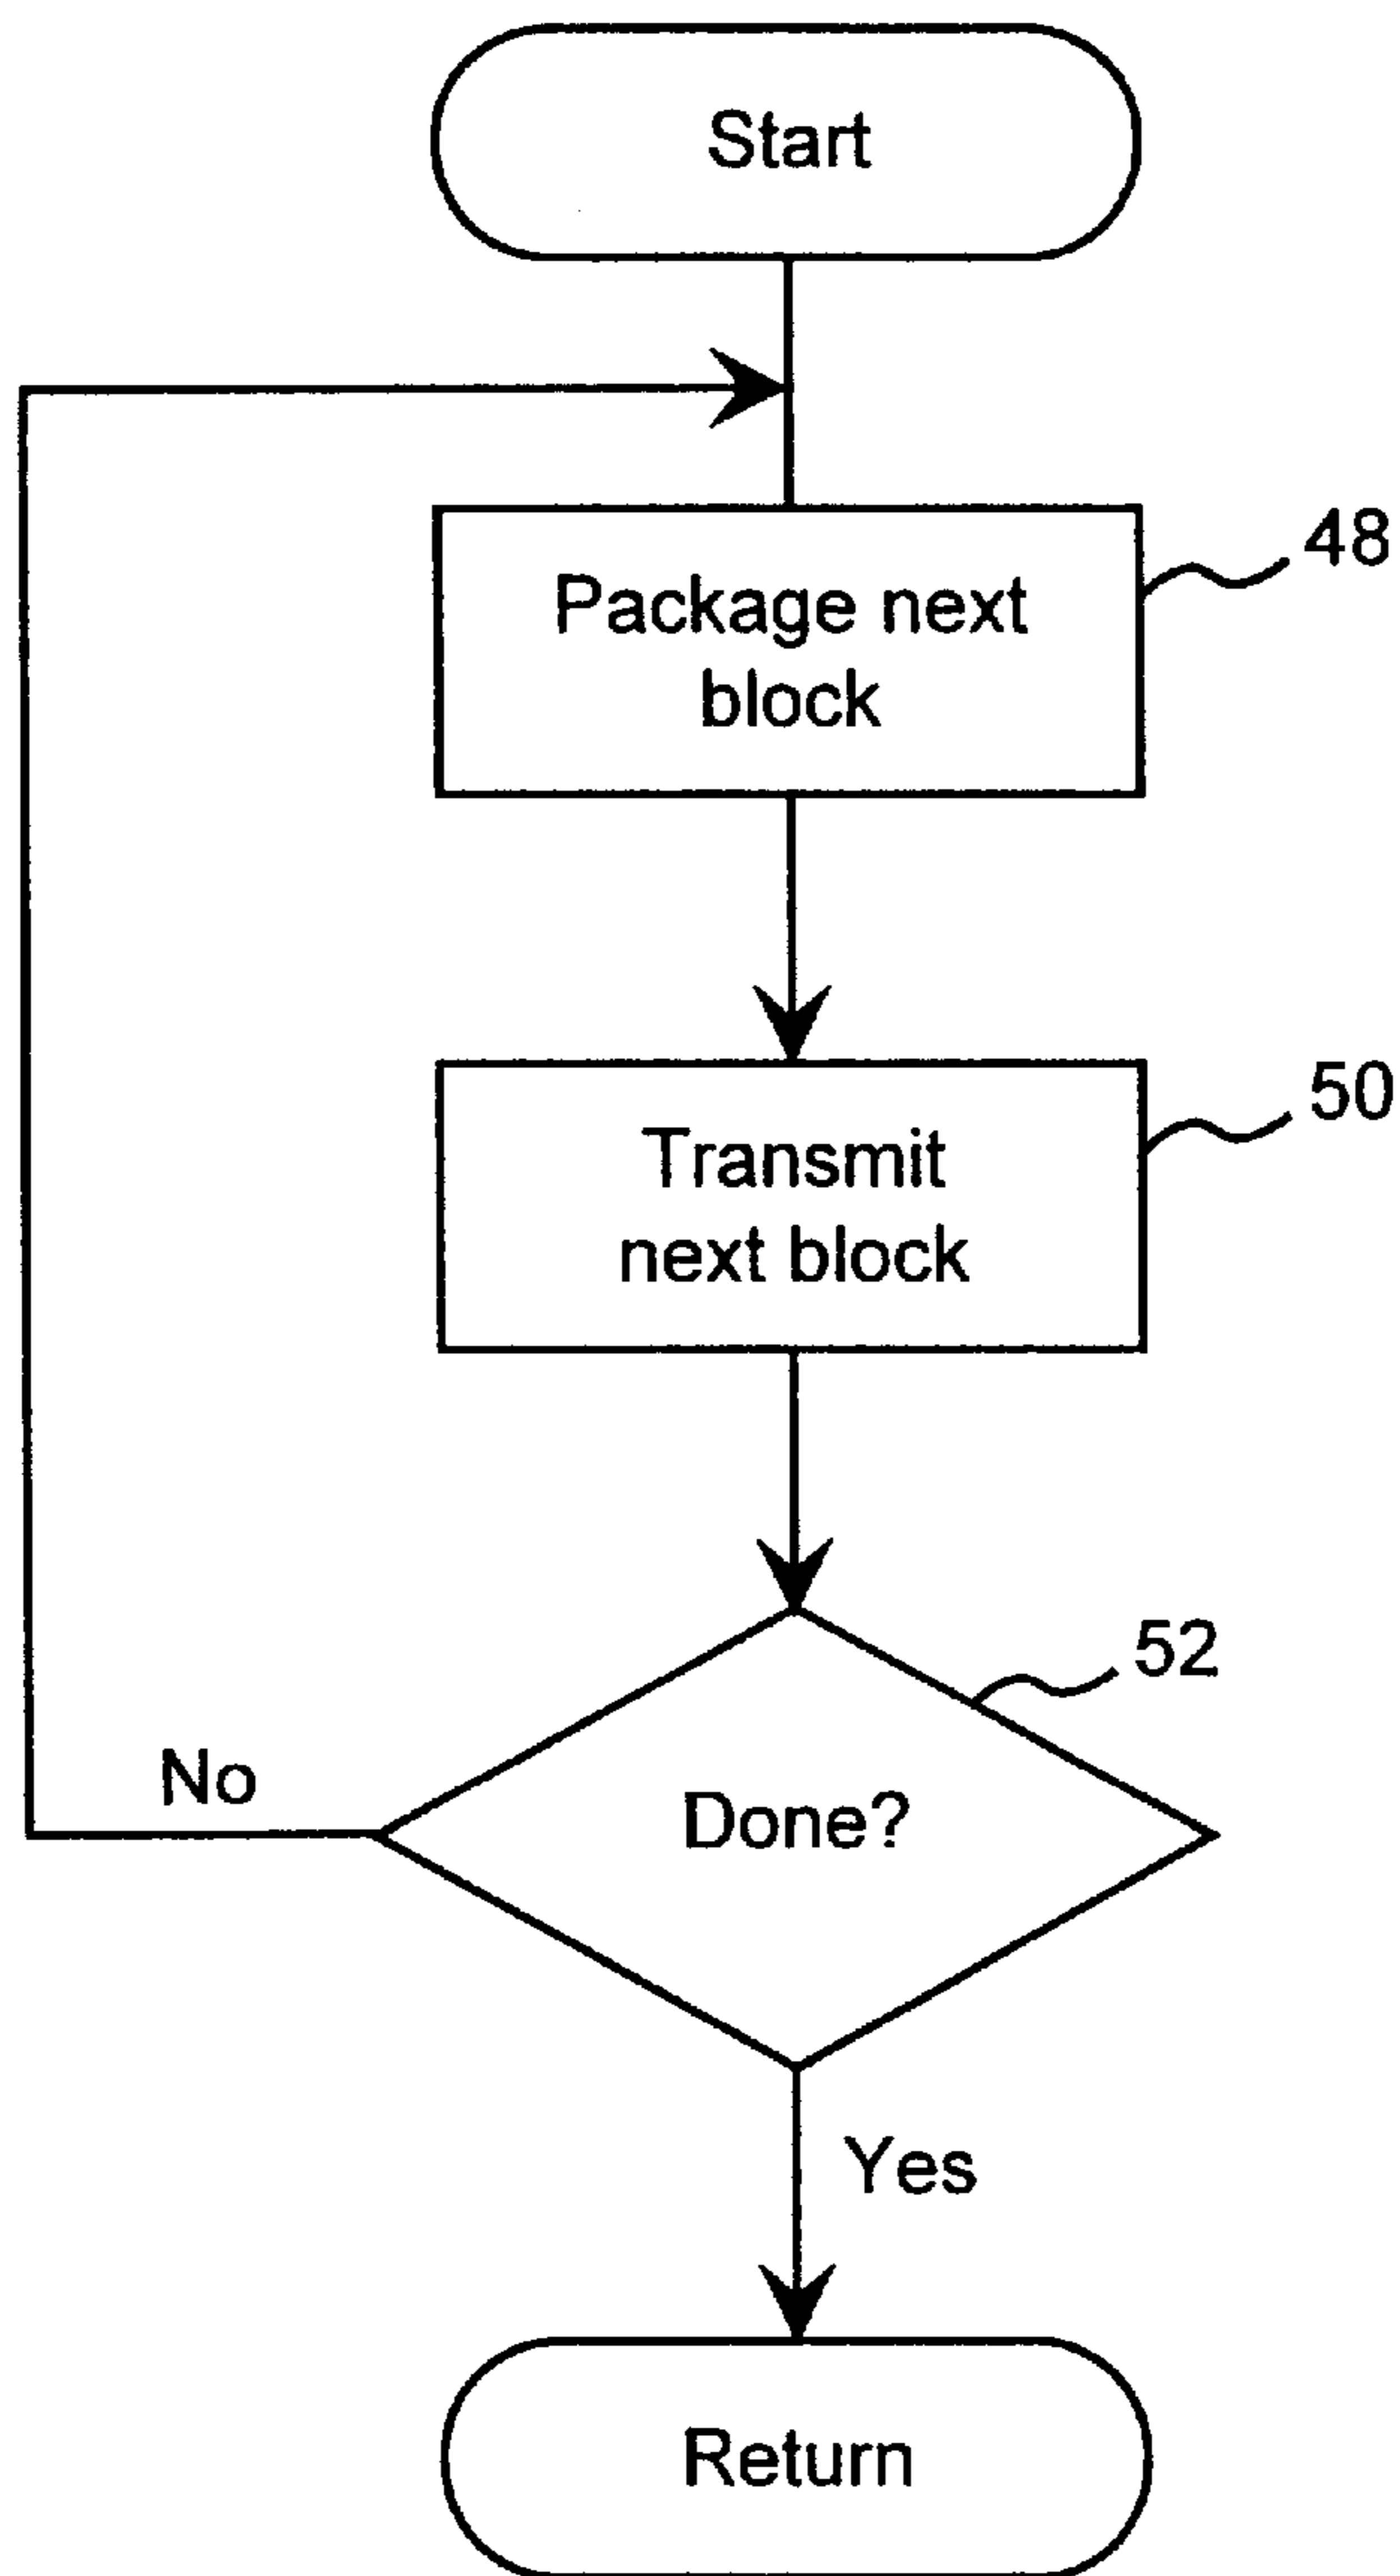 Start
48
Package next
block
50
Transmit
next block
52
Done?
No
Yes
Return